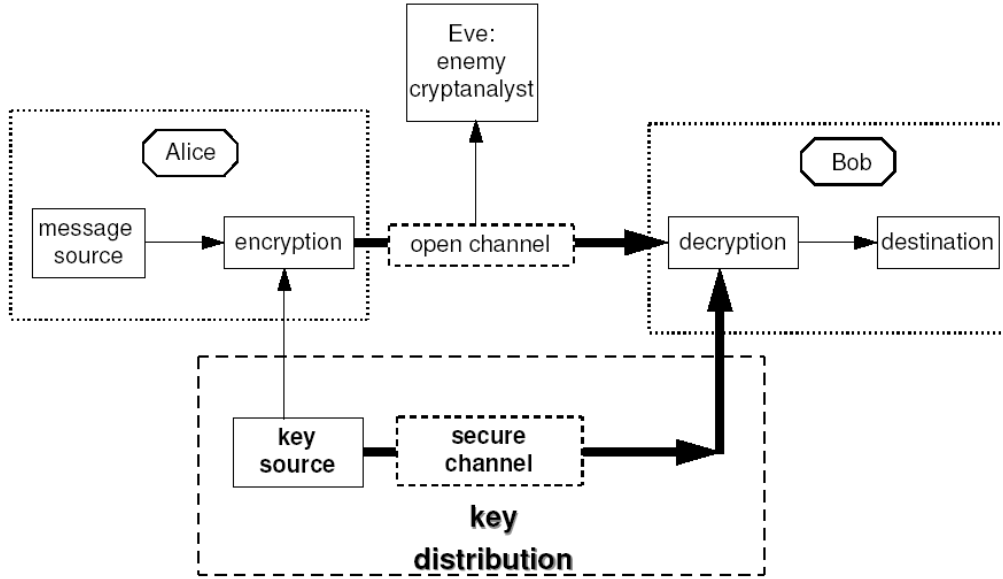 Eve:
enemy
cryptanalyst
Alice
Bob
message
source
encryption
open channel
decryption
destination
key
source
secure
channel
key
distribution